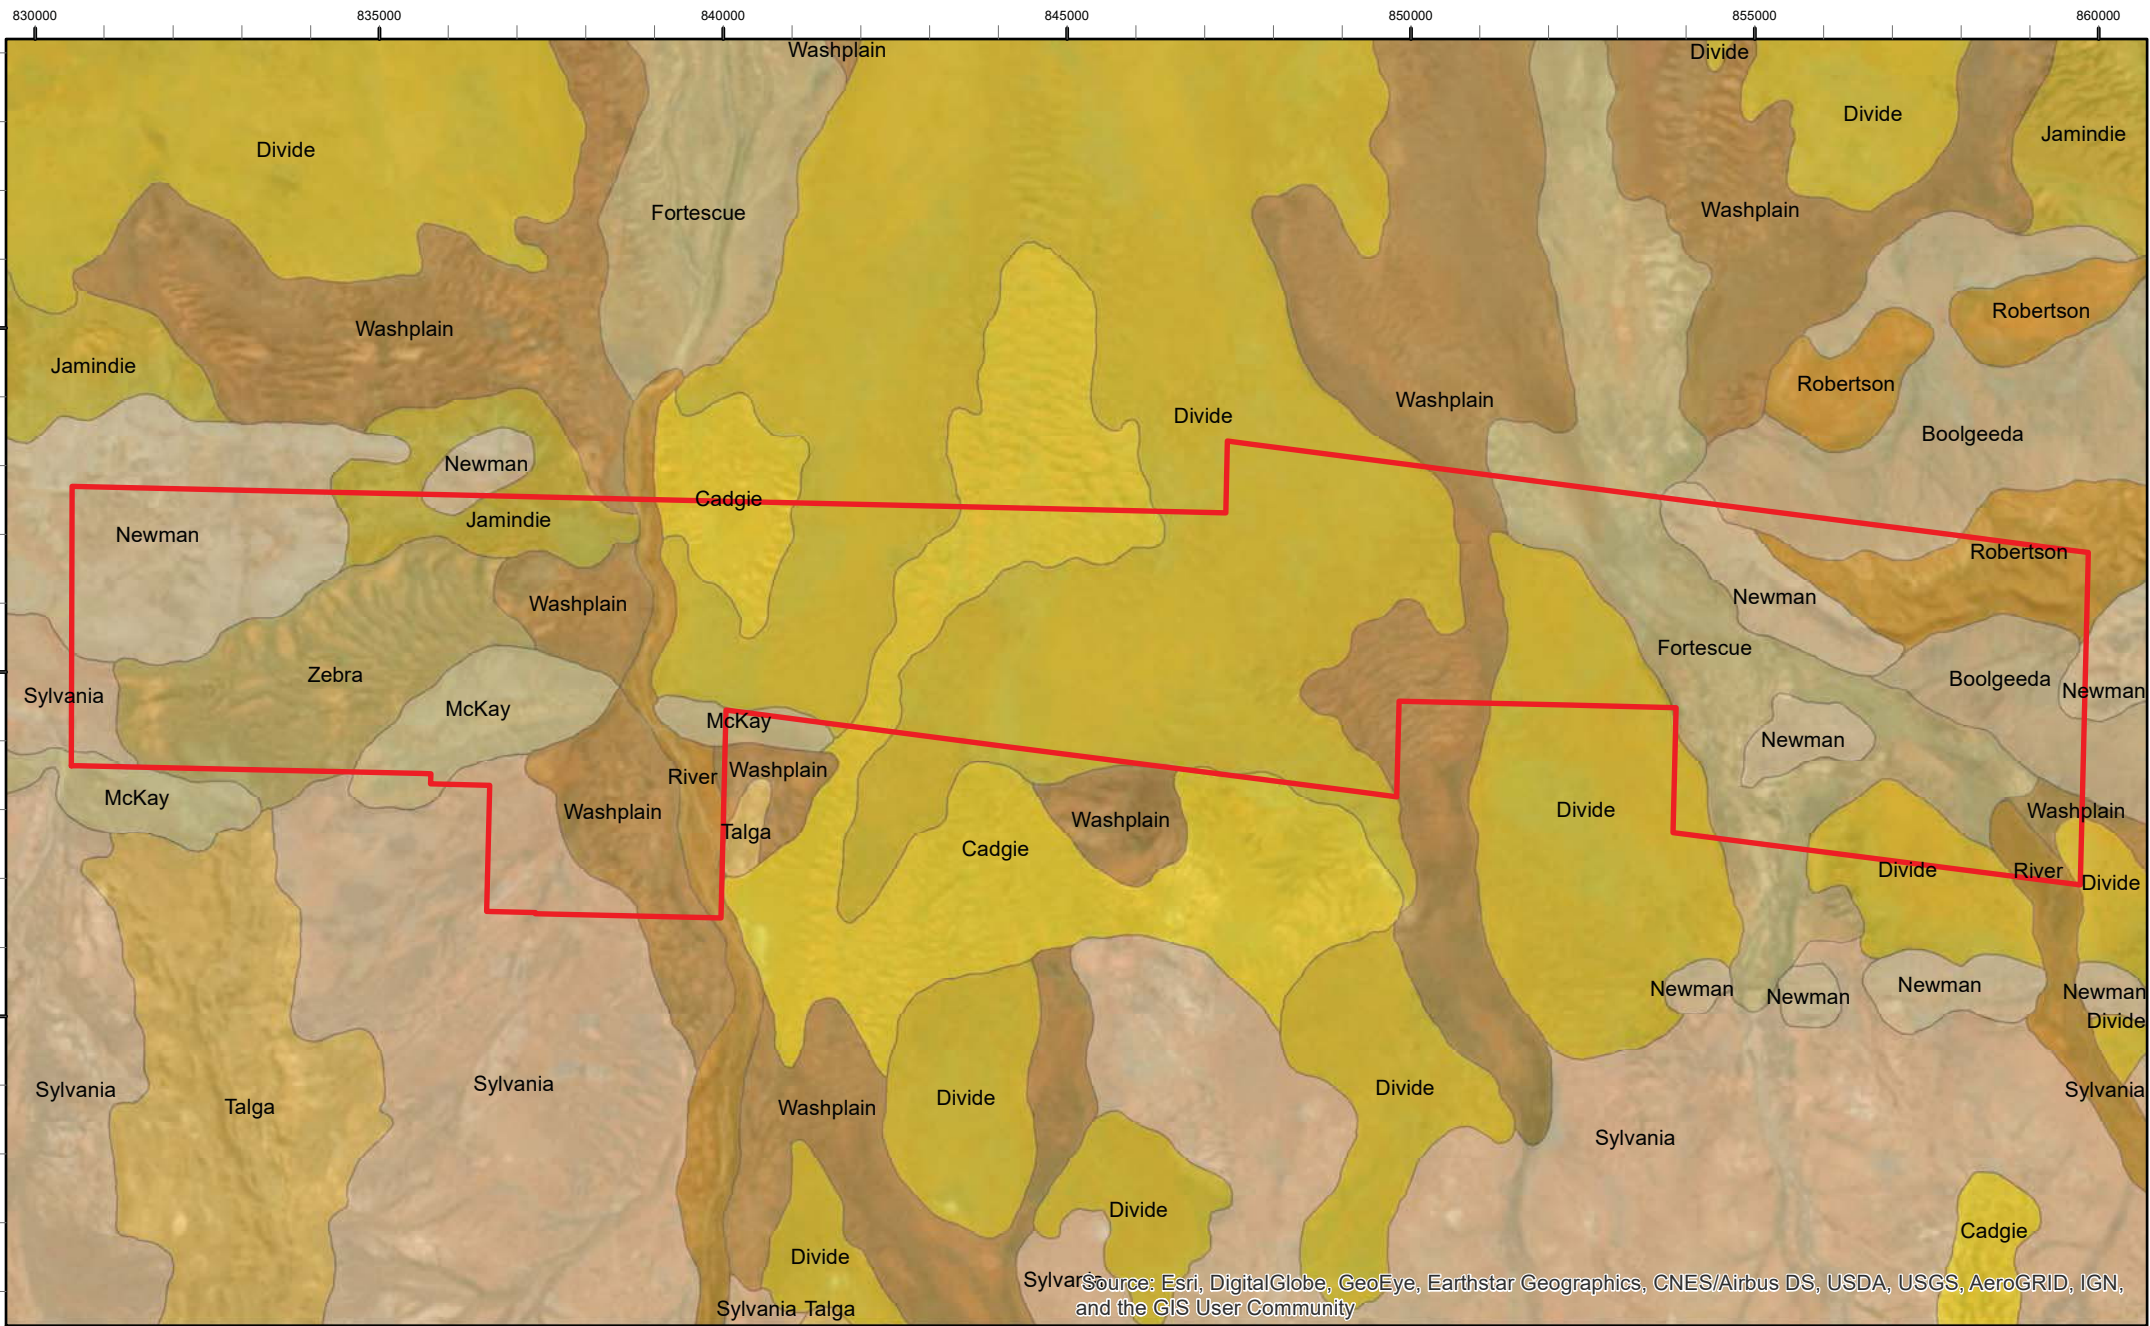 830000 835000 840000 845000 850000 855000 860000
Washplain Divide
Divide Jamindie
Divide
Fortescue Washplain
Robertson
Washplain
Jamindie Robertson
Divide Washplain
Boolgeeda
Newman
Cadgie
Jamindie
Newman
Robertson
Washplain Newman
Fortescue
Zebra Boolgeeda
Sylvania Newman
McKay
McKay Newman
River Washplain
McKay
Washplain Washplain Divide Washplain
Talga
Cadgie
Divide River
Divide
Newman Newman Newman Newman
Divide
Sylvania Sylvania Divide Sylvania
Talga Washplain Divide
Sylvania
Divide
Cadgie
Divide
Sylvania
Source: Esri, DigitalGlobe, GeoEye, Earthstar Geographics, CNES/Airbus DS, USDA, USGS, AeroGRID, IGN,
and the GIS User Community
Sylvania Talga